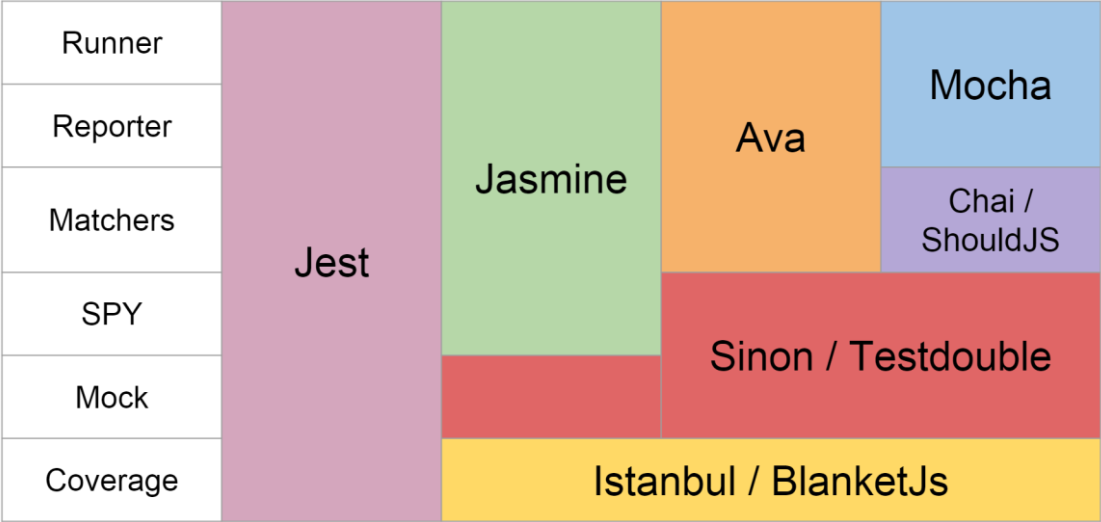 Runner
Reporter
Matchers
SPY
Mock
Coverage
Jest
Jasmine
Ava
Mocha
Chai /
ShouldJS
Sinon / Testdouble
Istanbul / BlanketJs